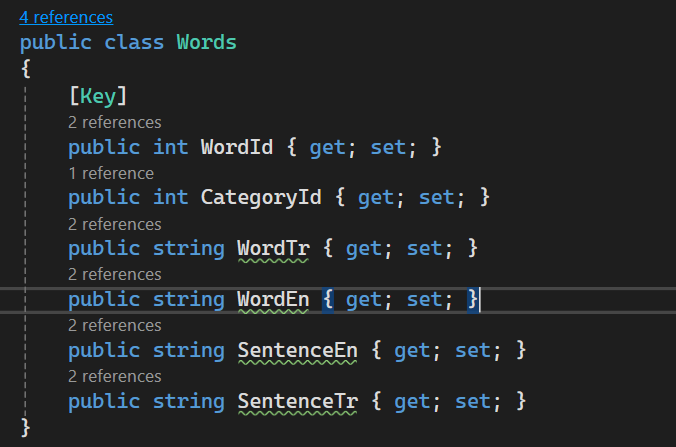 4 references
public class Words
{
[Key]
2 references
public int WordId { get; set; }
1 reference
public int CategoryId { get; set; }
2 references
public string WordTr { get; set; }
2 references
public string WordEn { get; set; }
2 references
public string SentenceEn { get; set; }
2 references
public string SentenceTr { get; set; }
}